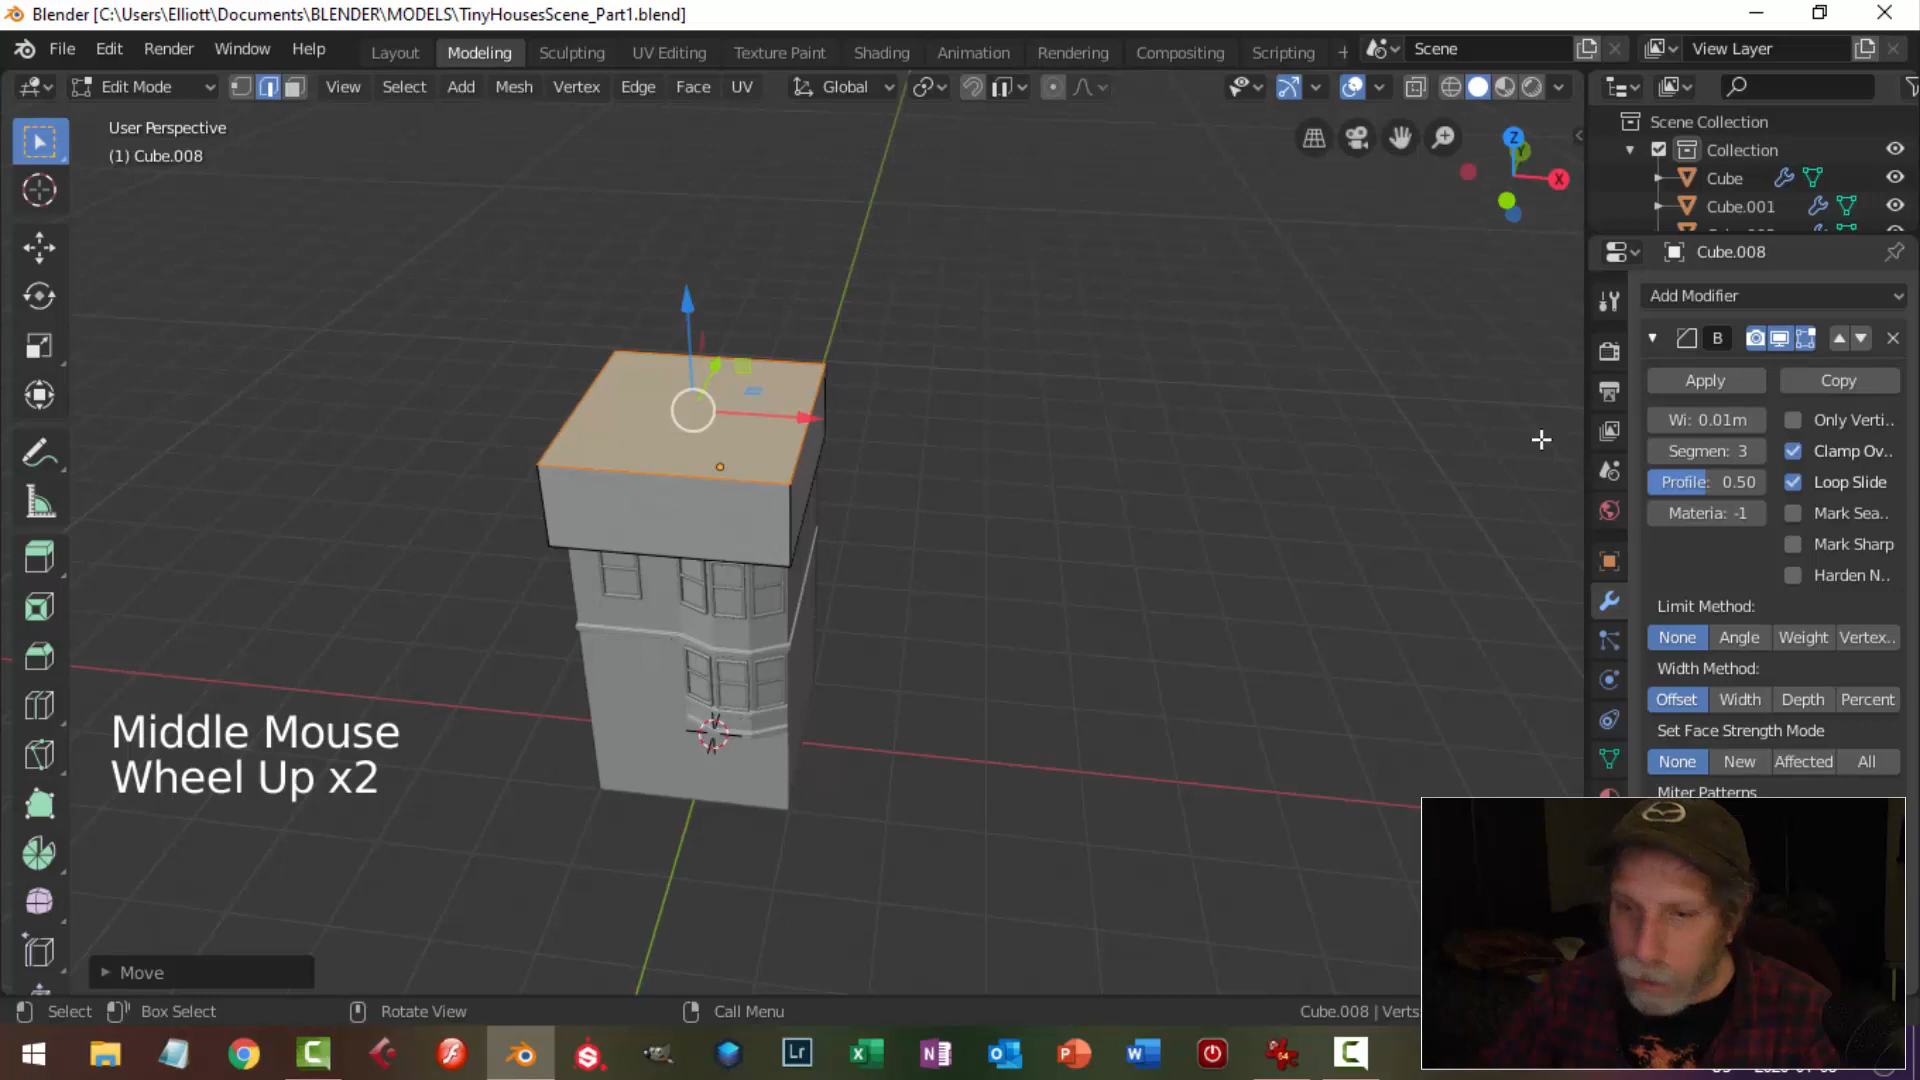 Blender [C:\Users\Elliott\Documents\BLENDER\MODELS\TinyHousesScene_Part1.blend]
File Edit Render Window Help Layout Modeling Sculpting UV Editing Texture Paint Shading Animation Rendering Compositing Scripting + Scene View Layer
Edit Mode View Select Add Mesh Vertex Edge Face UV Global
User Perspective
(1) Cube.008
Z
Y
X
Scene Collection
Collection
Cube
Cube.001
Cube.008
Add Modifier
B
Apply Copy
Wi: 0.01m Only Verti..
Segmen: 3 Clamp Ov..
Profile: 0.50 Loop Slide
Materia: -1 Mark Sea..
Mark Sharp
Harden N..
Limit Method:
None Angle Weight Vertex..
Width Method:
Offset Width Depth Percent
Set Face Strength Mode
None New Affected All
Miter Patterns
Middle Mouse
Wheel Up x2
Move
Select Box Select Rotate View Call Menu Cube.008 | Verts
Lr